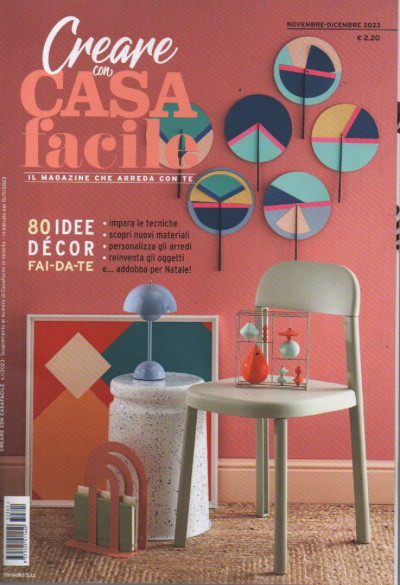 NOVEMBRE-DICEMBRE 2023
€ 2,20
Creare
con
CASA
facile
IL MAGAZINE CHE ARREDA CON TE
80 IDEE
DÉCOR
FAI-DA-TE
• impara le tecniche
• scopri nuovi materiali
• personalizza gli arredi
• reinventa gli oggetti
e... addobba per Natale!
CREARE CON CASAFACILE